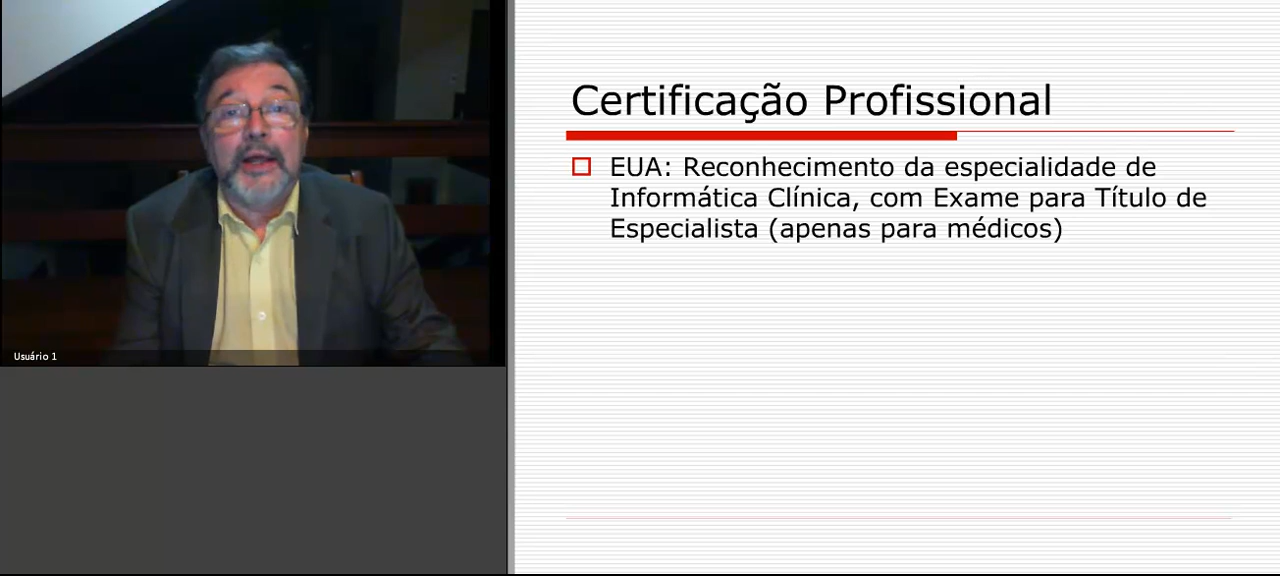 Certificação Profissional
EUA: Reconhecimento da especialidade de
Informática Clínica, com Exame para Título de
Especialista (apenas para médicos)
Usuário 1